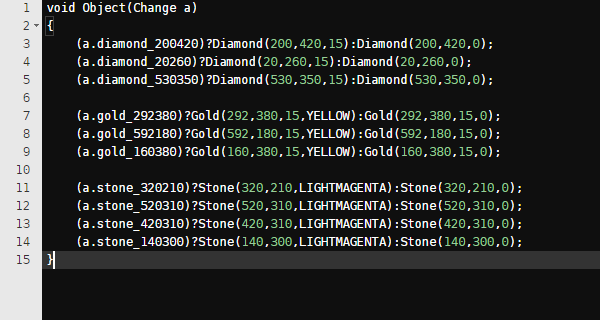 1 void Object(Change a)
2 {
3 (a.diamond_200420)?Diamond(200,420,15):Diamond(200,420,0);
4 (a.diamond_20260)?Diamond(20,260,15):Diamond(20,260,0);
5 (a.diamond_530350)?Diamond(530,350,15):Diamond(530,350,0);
6
7 (a.gold_292380)?Gold(292,380,15,YELLOW):Gold(292,380,15,0);
8 (a.gold_592180)?Gold(592,180,15,YELLOW):Gold(592,180,15,0);
9 (a.gold_160380)?Gold(160,380,15,YELLOW):Gold(160,380,15,0);
10
11 (a.stone_320210)?Stone(320,210,LIGHTMAGENTA):Stone(320,210,0);
12 (a.stone_520310)?Stone(520,310,LIGHTMAGENTA):Stone(520,310,0);
13 (a.stone_420310)?Stone(420,310,LIGHTMAGENTA):Stone(420,310,0);
14 (a.stone_140300)?Stone(140,300,LIGHTMAGENTA):Stone(140,300,0);
15 }